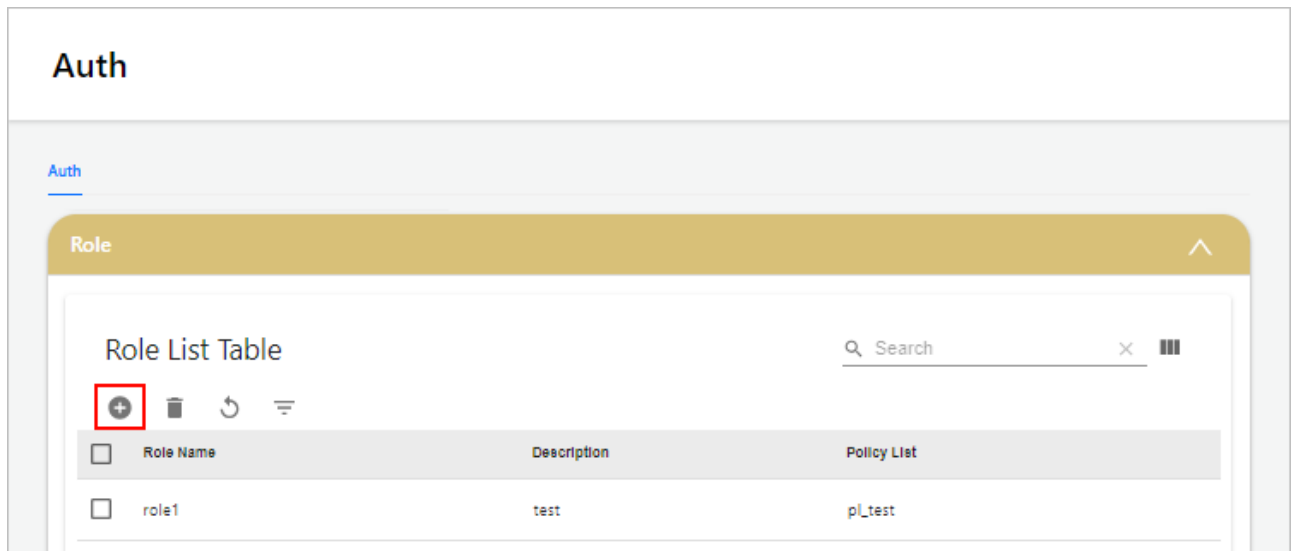 Auth
Auth
Role
Role List Table
Search
Role Name Description Policy List
role1 test pl_test